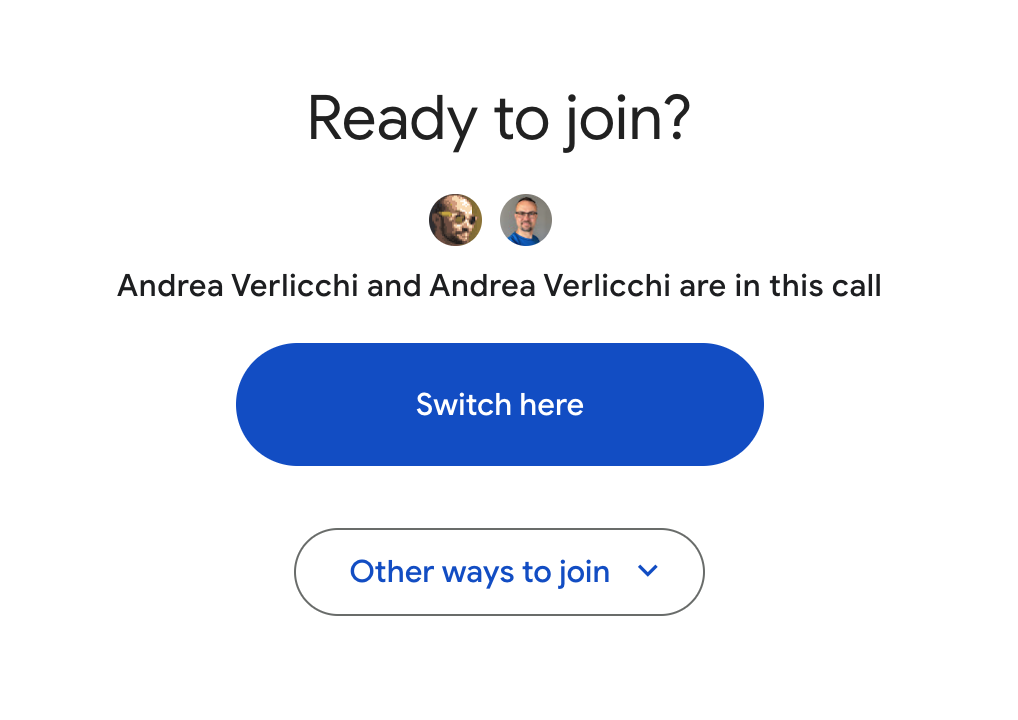 Ready to join?
Andrea Verlicchi and Andrea Verlicchi are in this call
Switch here
Other ways to join